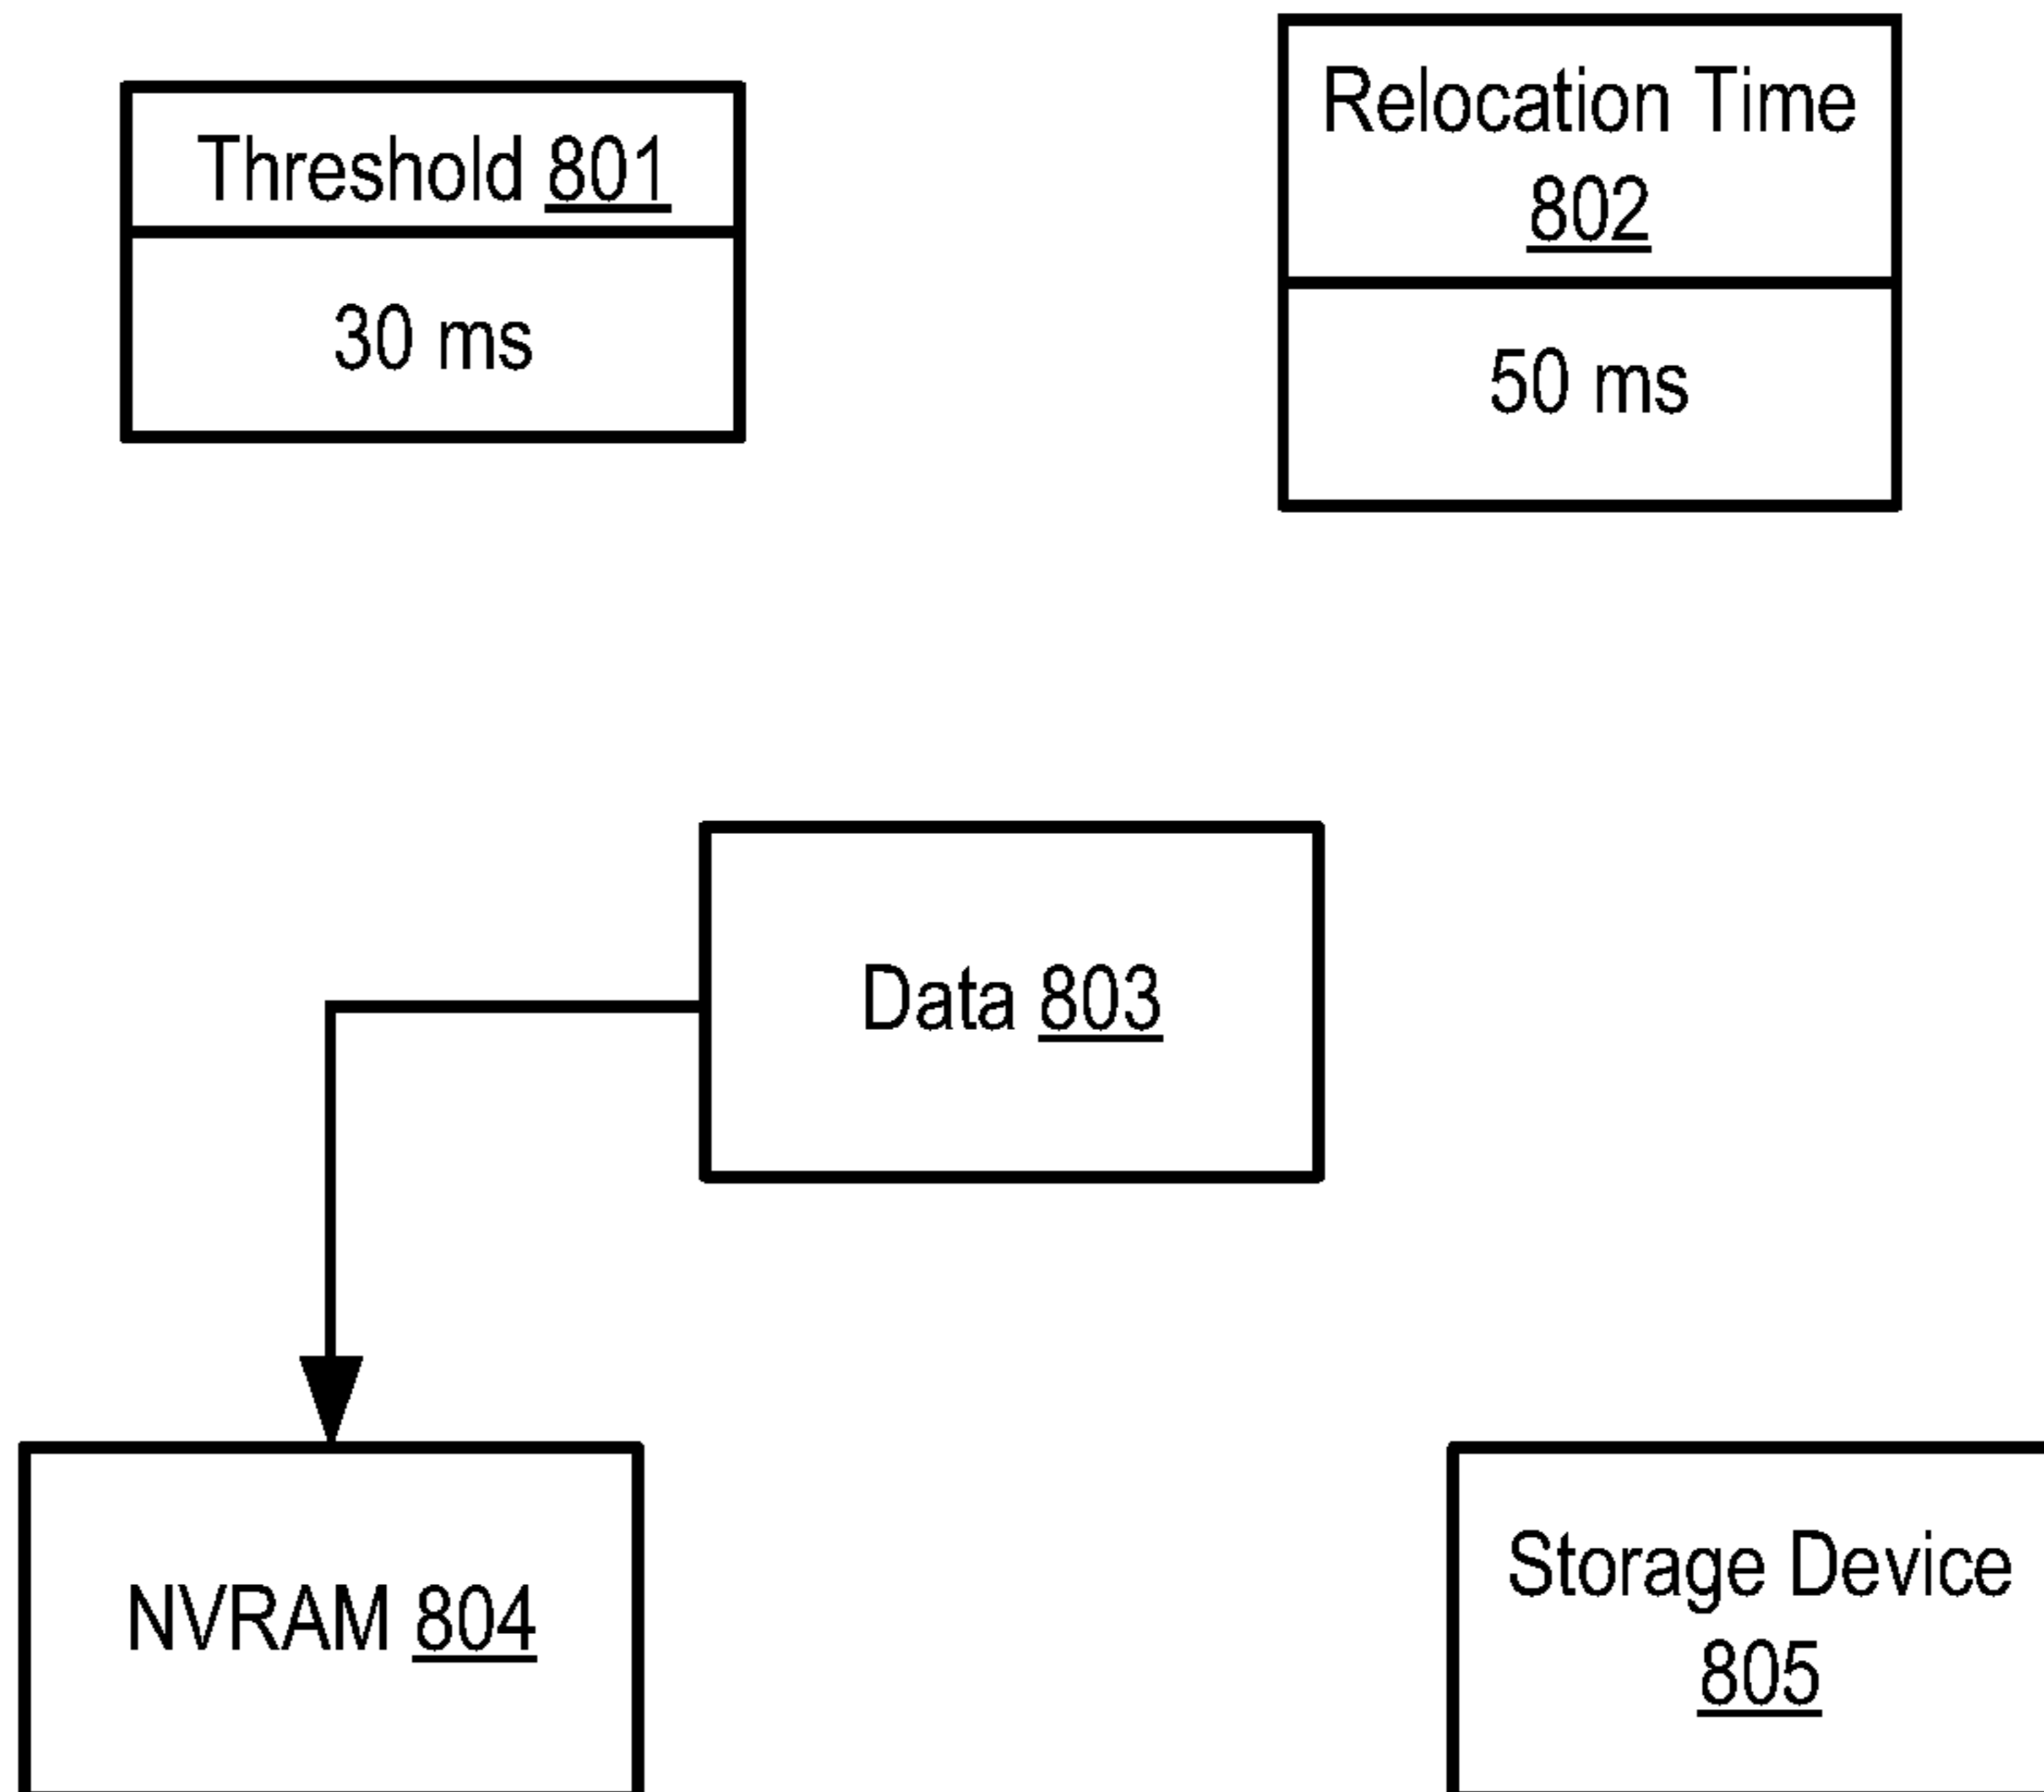 Threshold 801
30 ms
Relocation Time
802
50 ms
Data 803
NVRAM 804
Storage Device
805